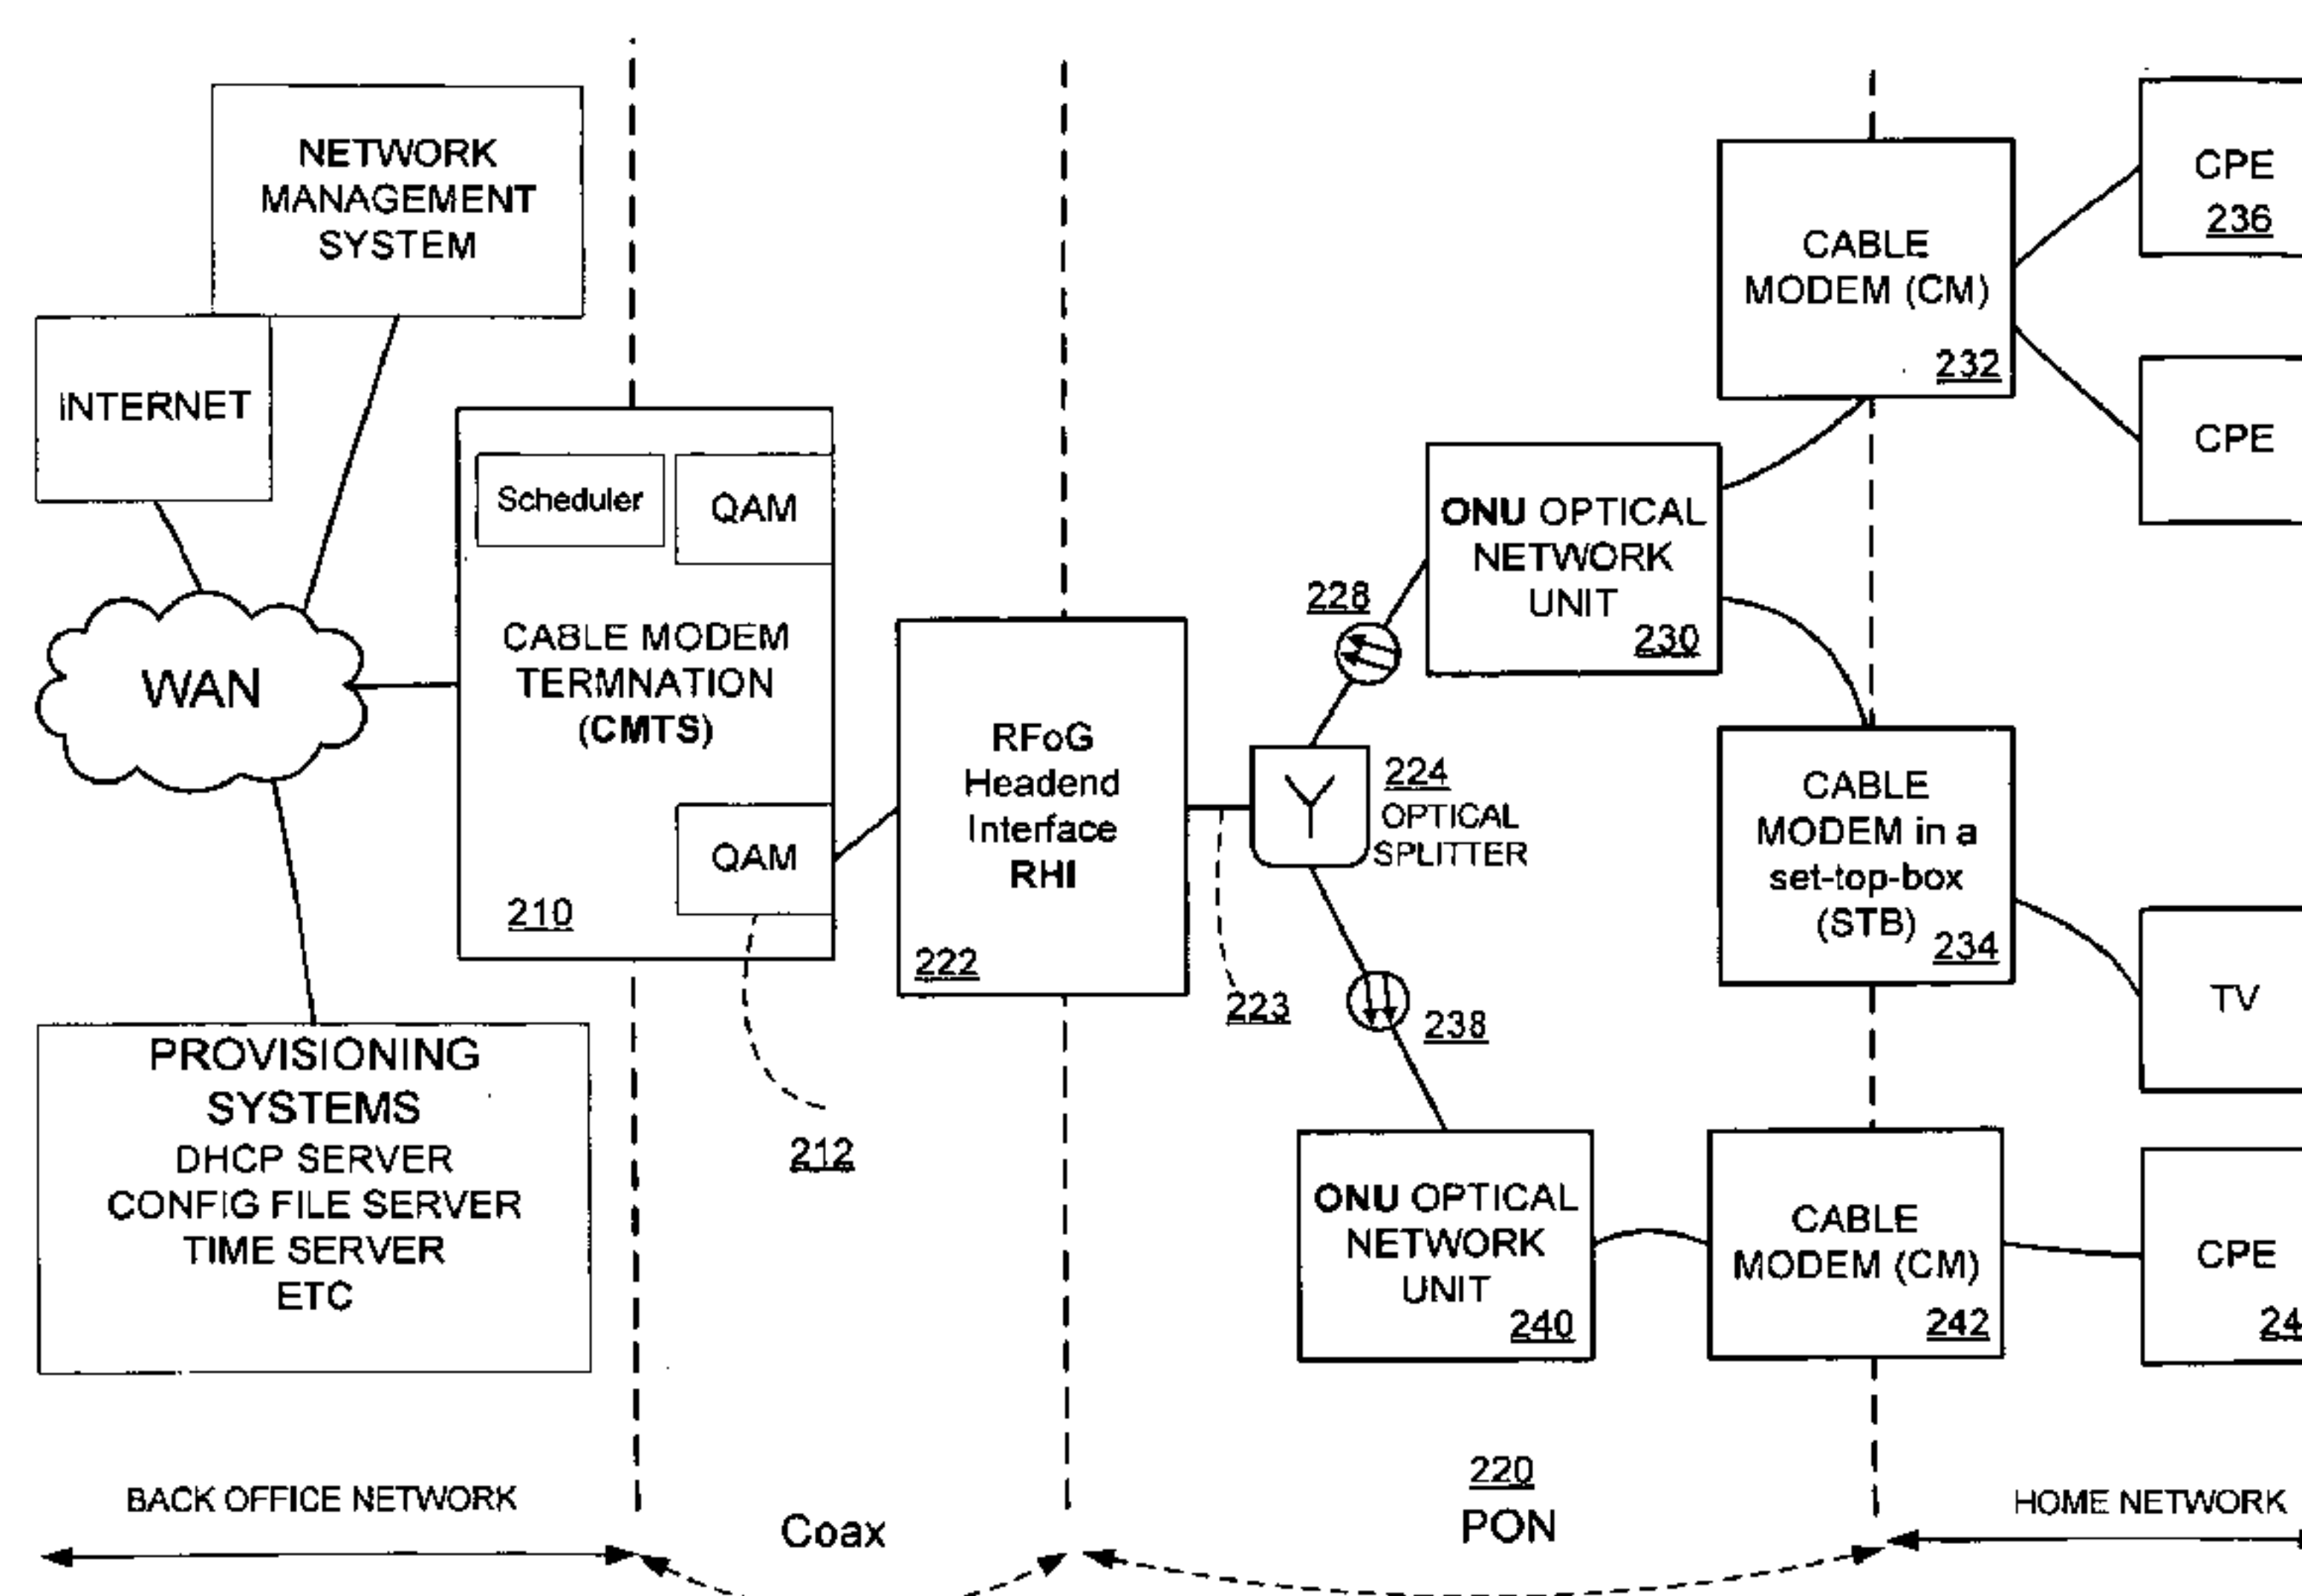 NETWORK
MANAGEMENT
SYSTEM
INTERNET
WAN
PROVISIONING
SYSTEMS
DHCP SERVER
CONFIG FILE SERVER
TIME SERVER
ETC
BACK OFFICE NETWORK
Scheduler
QAM
CABLE MODEM
TERMNATION
(CMTS)
QAM
210
212
Coax
RFoG
Headend
Interface
RHI
222
223
224
OPTICAL
SPLITTER
228
ONU OPTICAL
NETWORK
UNIT
230
238
ONU OPTICAL
NETWORK
UNIT
240
220
PON
CABLE
MODEM (CM)
232
CABLE
MODEM in a
set-top-box
(STB)
234
CABLE
MODEM (CM)
242
CPE
236
CPE
TV
CPE
HOME NETWORK